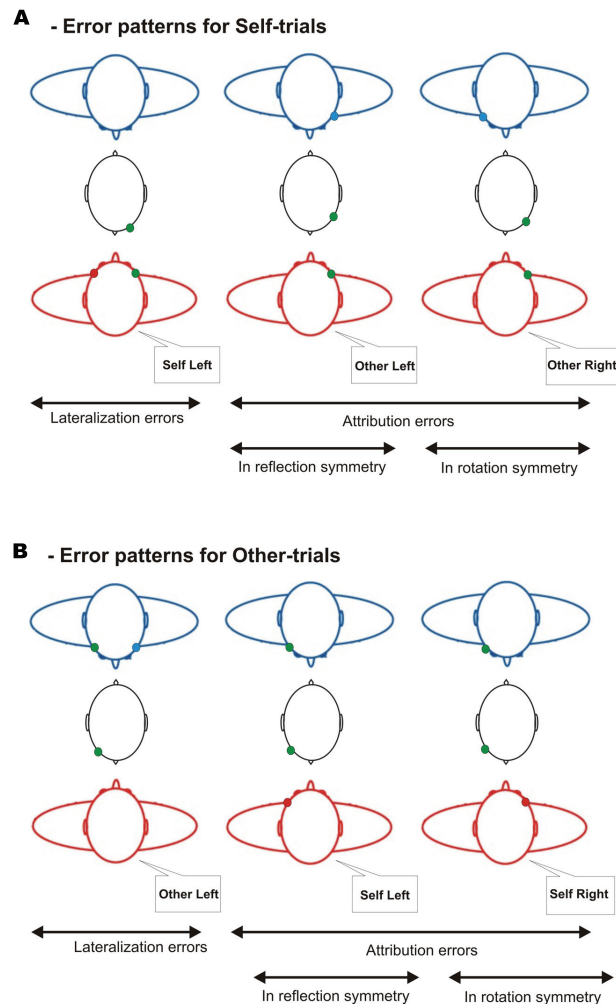 A - Error patterns for Self-trials
Self Left
Other Left
Other Right
Lateralization errors
Attribution errors
In reflection symmetry
In rotation symmetry
B - Error patterns for Other-trials
Other Left
Self Left
Self Right
Lateralization errors
Attribution errors
In reflection symmetry
In rotation symmetry